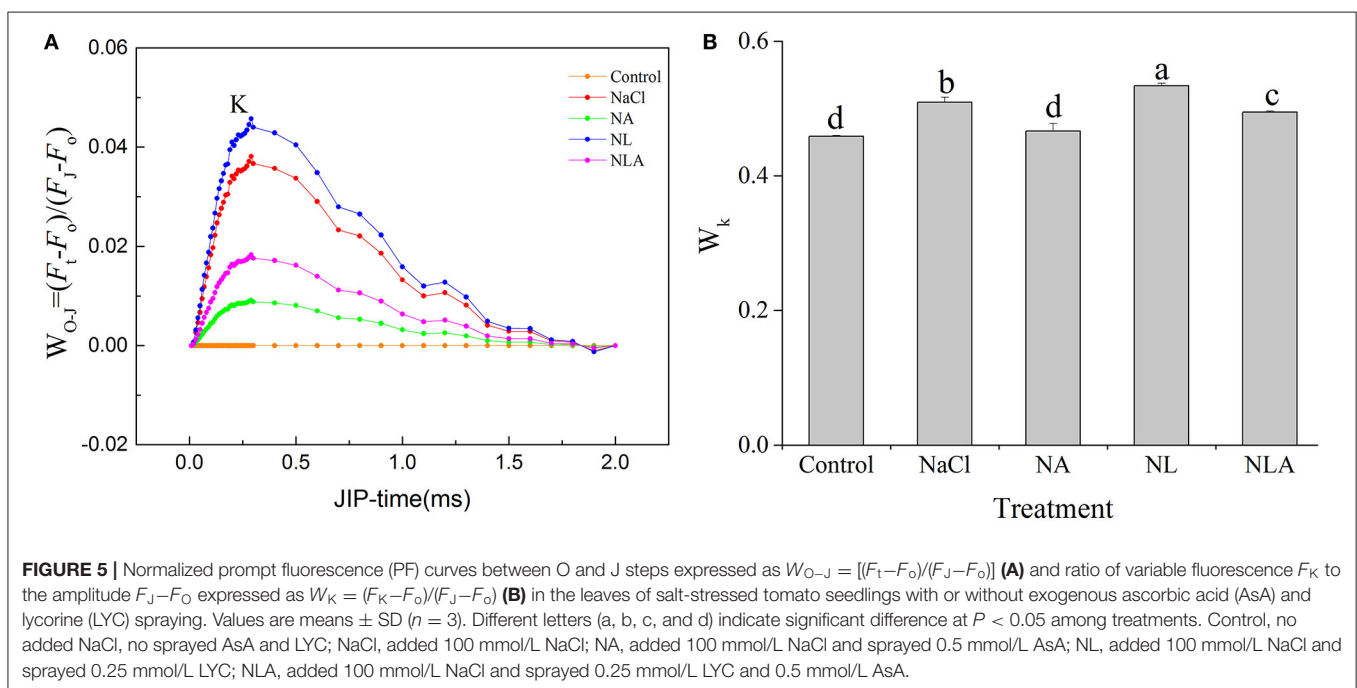 A
0.06
0.04
0.02
0.00
-0.02
W_O-J=(F_t-F_o)/(F_J-F_o)
K
Control
NaCl
NA
NL
NLA
0.0 0.5 1.0 1.5 2.0
JIP-time(ms)
B
0.6
0.4
0.2
0.0
W_k
d b d a c
Control NaCl NA NL NLA
Treatment
FIGURE 5 | Normalized prompt fluorescence (PF) curves between O and J steps expressed as W_O–J = [(F_t–F_o)/(F_J–F_o)] (A) and ratio of variable fluorescence F_K to
the amplitude F_J–F_O expressed as W_K = (F_K–F_o)/(F_J–F_o) (B) in the leaves of salt-stressed tomato seedlings with or without exogenous ascorbic acid (AsA) and
lycorine (LYC) spraying. Values are means ± SD (n = 3). Different letters (a, b, c, and d) indicate significant difference at P < 0.05 among treatments. Control, no
added NaCl, no sprayed AsA and LYC; NaCl, added 100 mmol/L NaCl; NA, added 100 mmol/L NaCl and sprayed 0.5 mmol/L AsA; NL, added 100 mmol/L NaCl and
sprayed 0.25 mmol/L LYC; NLA, added 100 mmol/L NaCl and sprayed 0.25 mmol/L LYC and 0.5 mmol/L AsA.